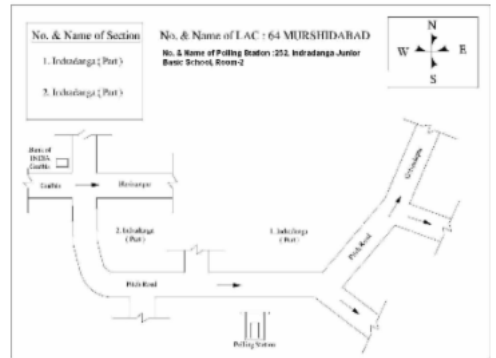 No. & Name of Section
1. Indradanga (Part)
2. Indradanga (Part)
No. & Name of LAC : 64 MURSHIDABAD
No. & Name of Polling Station :252, Indradanga Junior
Basic School, Room-2
N
W E
S
Bank of
INDIA
2. Indradanga
(Part)
1. Indradanga
(Part)
Pitch Road
Pitch Road
Polling Station